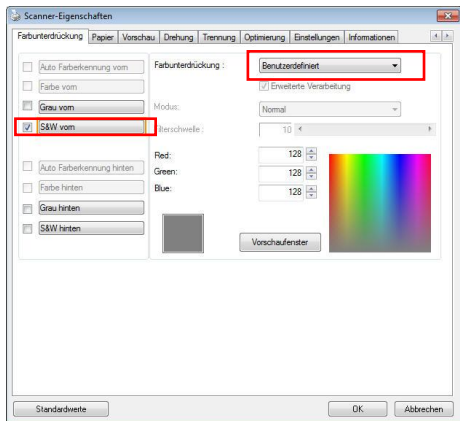 Scanner-Eigenschaften
Farbunterdrückung Papier Vorschau Drehung Trennung Optimierung Einstellungen Informationen
Auto Farberkennung vorn
Farbe vorn
Grau vorn
S&W vorn
Auto Farberkennung hinten
Farbe hinten
Grau hinten
S&W hinten
Farbunterdrückung : Benutzerdefiniert
Erweiterte Verarbeitung
Modus: Normal
ilterschwelle : 10
Red: 128
Green: 128
Blue: 128
Vorschaufenster
Standardwerte OK Abbrechen